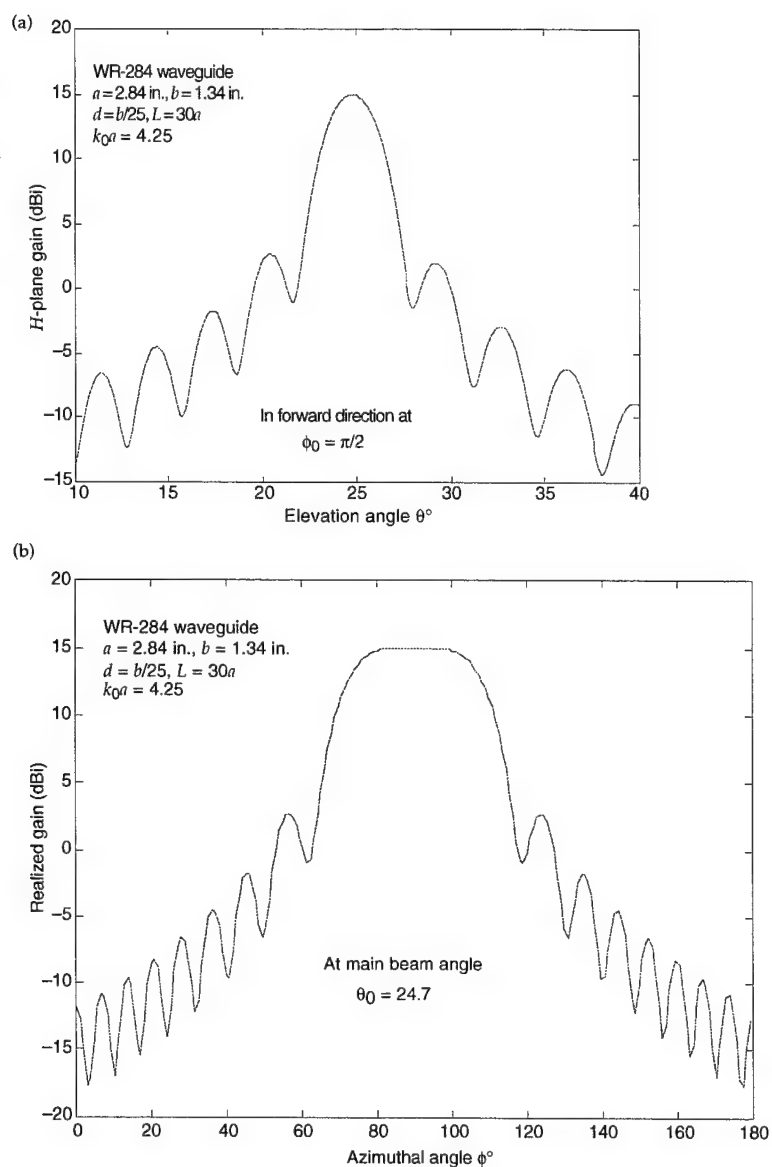 (a)
20
15
10
5
0
−5
−10
−15
H-plane gain (dBi)
WR-284 waveguide
a=2.84 in., b=1.34 in.
d=b/25, L=30a
k0a = 4.25
In forward direction at
ϕ0 = π/2
10
15
20
25
30
35
40
Elevation angle θ°
(b)
20
15
10
5
0
−5
−10
−15
−20
Realized gain (dBi)
WR-284 waveguide
a = 2.84 in., b = 1.34 in.
d = b/25, L = 30a
k0a = 4.25
At main beam angle
θ0 = 24.7
0
20
40
60
80
100
120
140
160
180
Azimuthal angle ϕ°